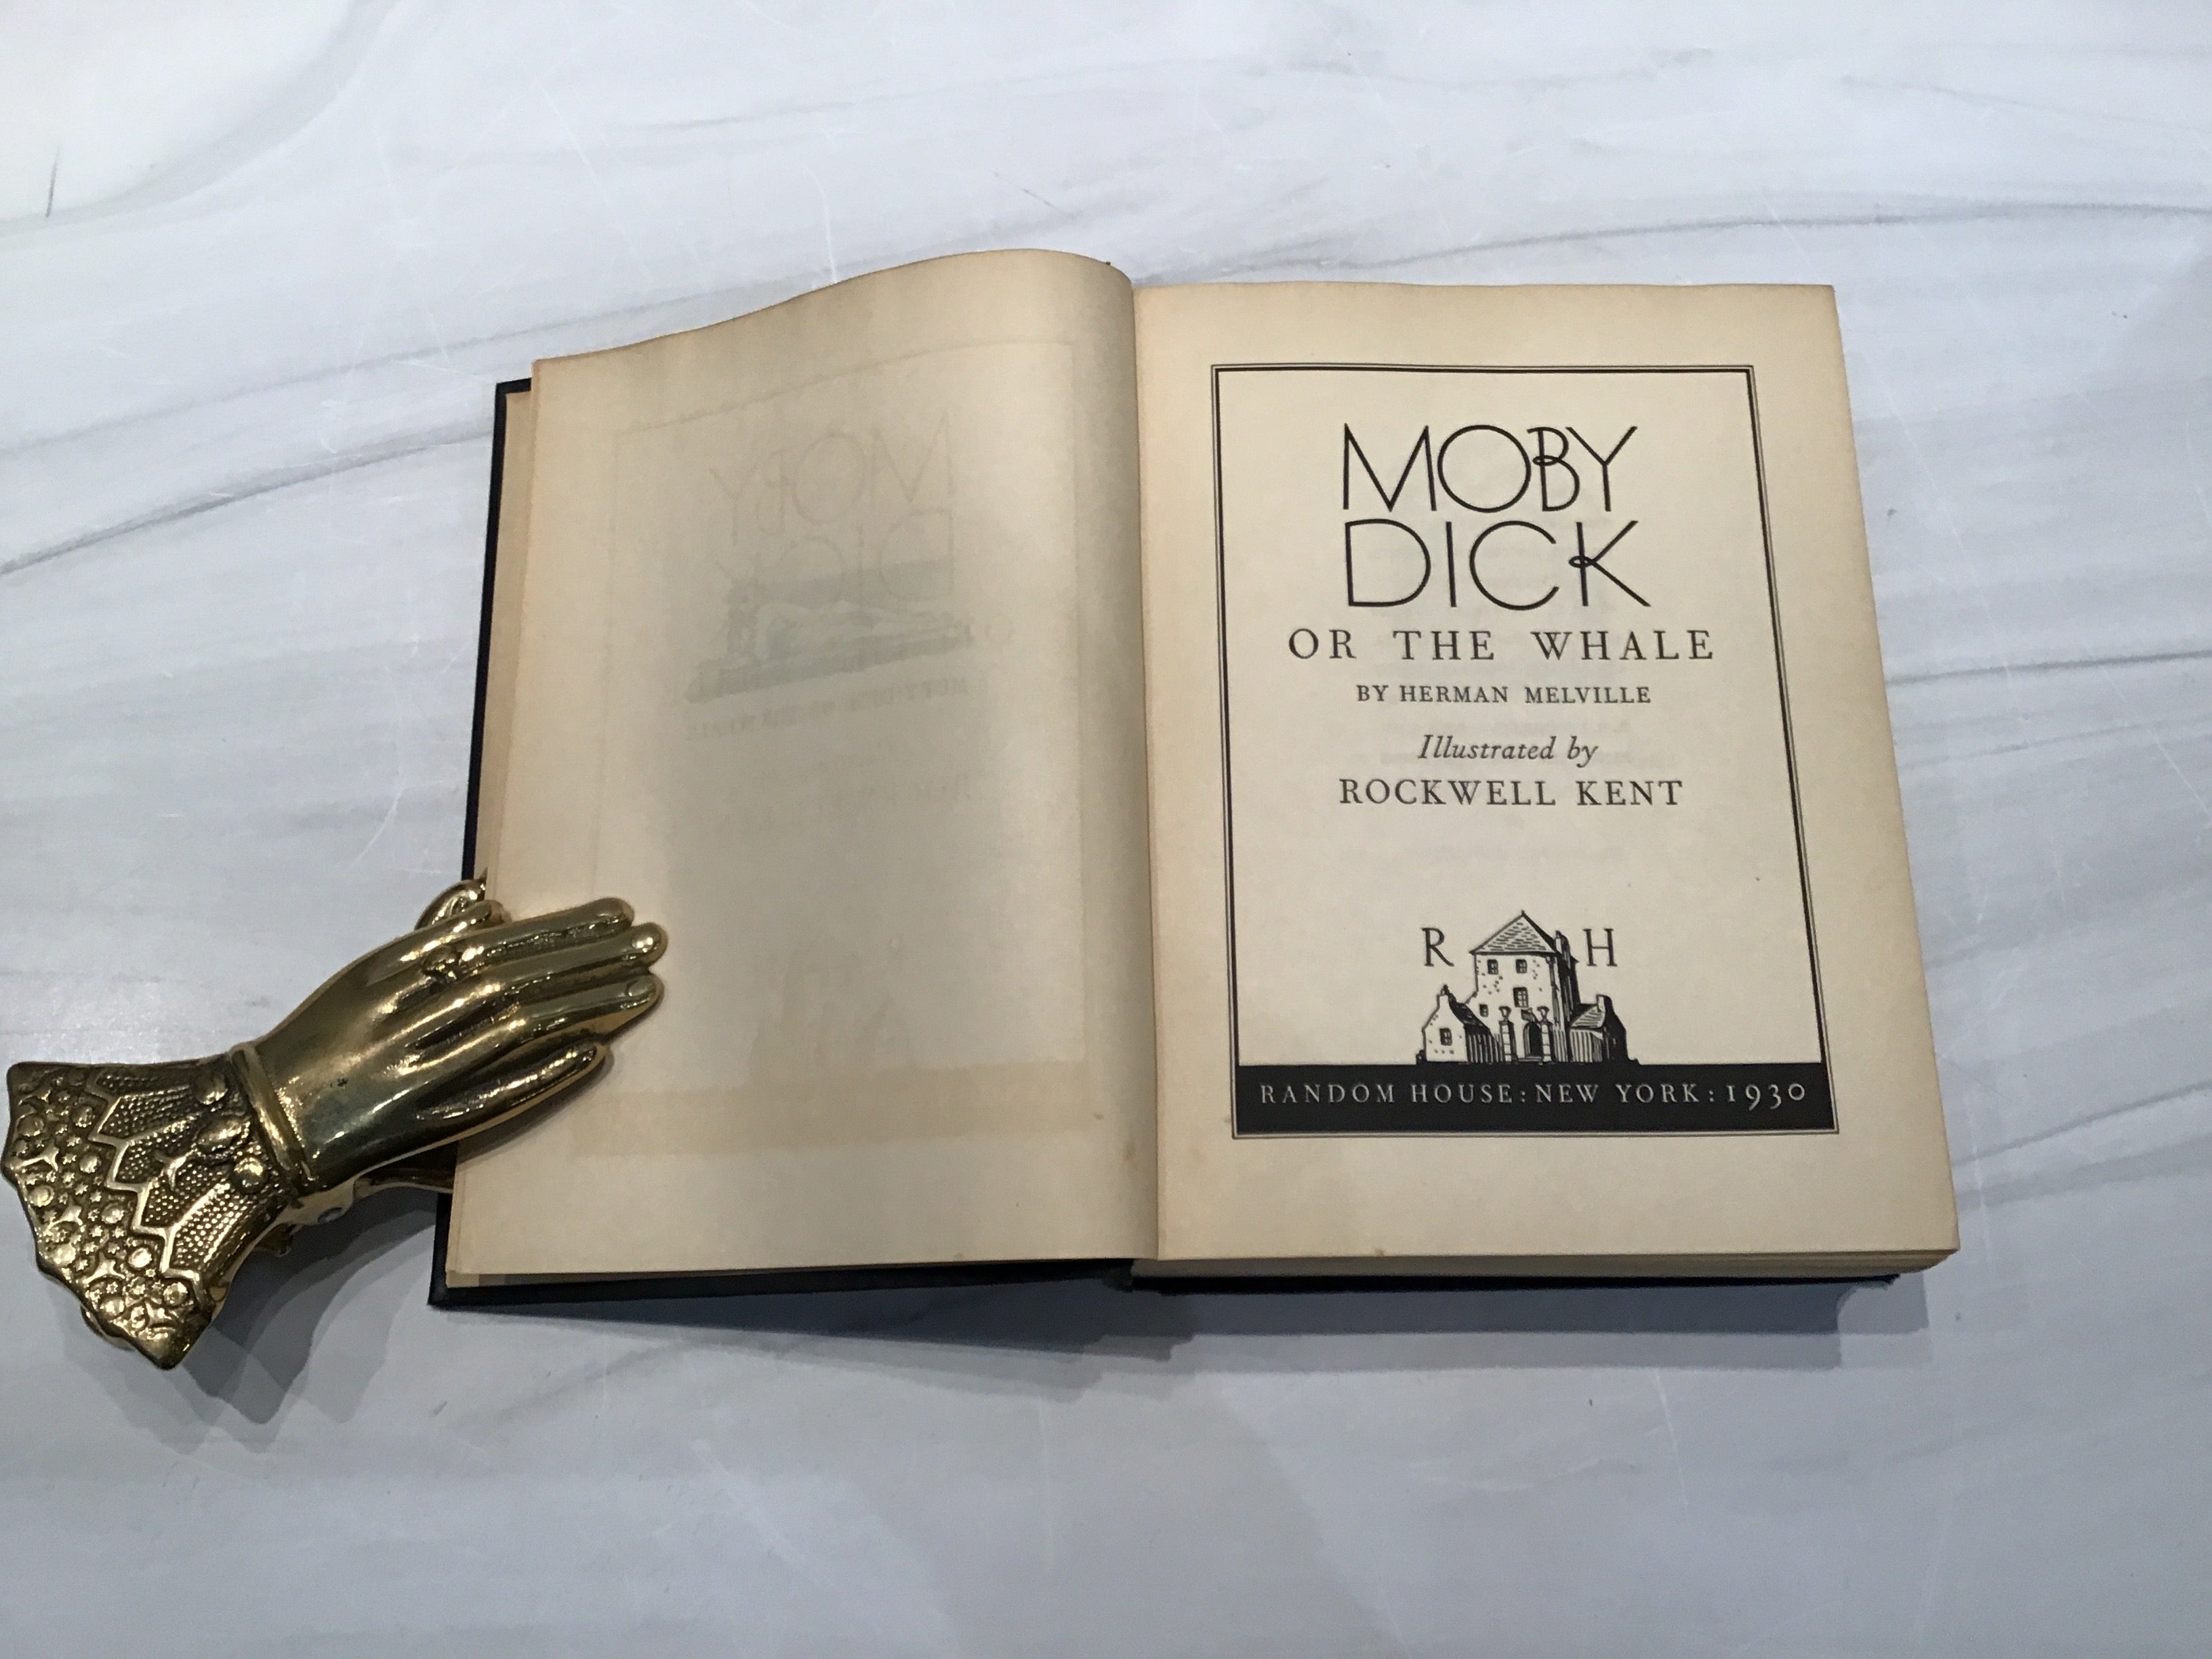 MOBY
DICK
OR THE WHALE
BY HERMAN MELVILLE
Illustrated by
ROCKWELL KENT
R H
RANDOM HOUSE: NEW YORK: 1930